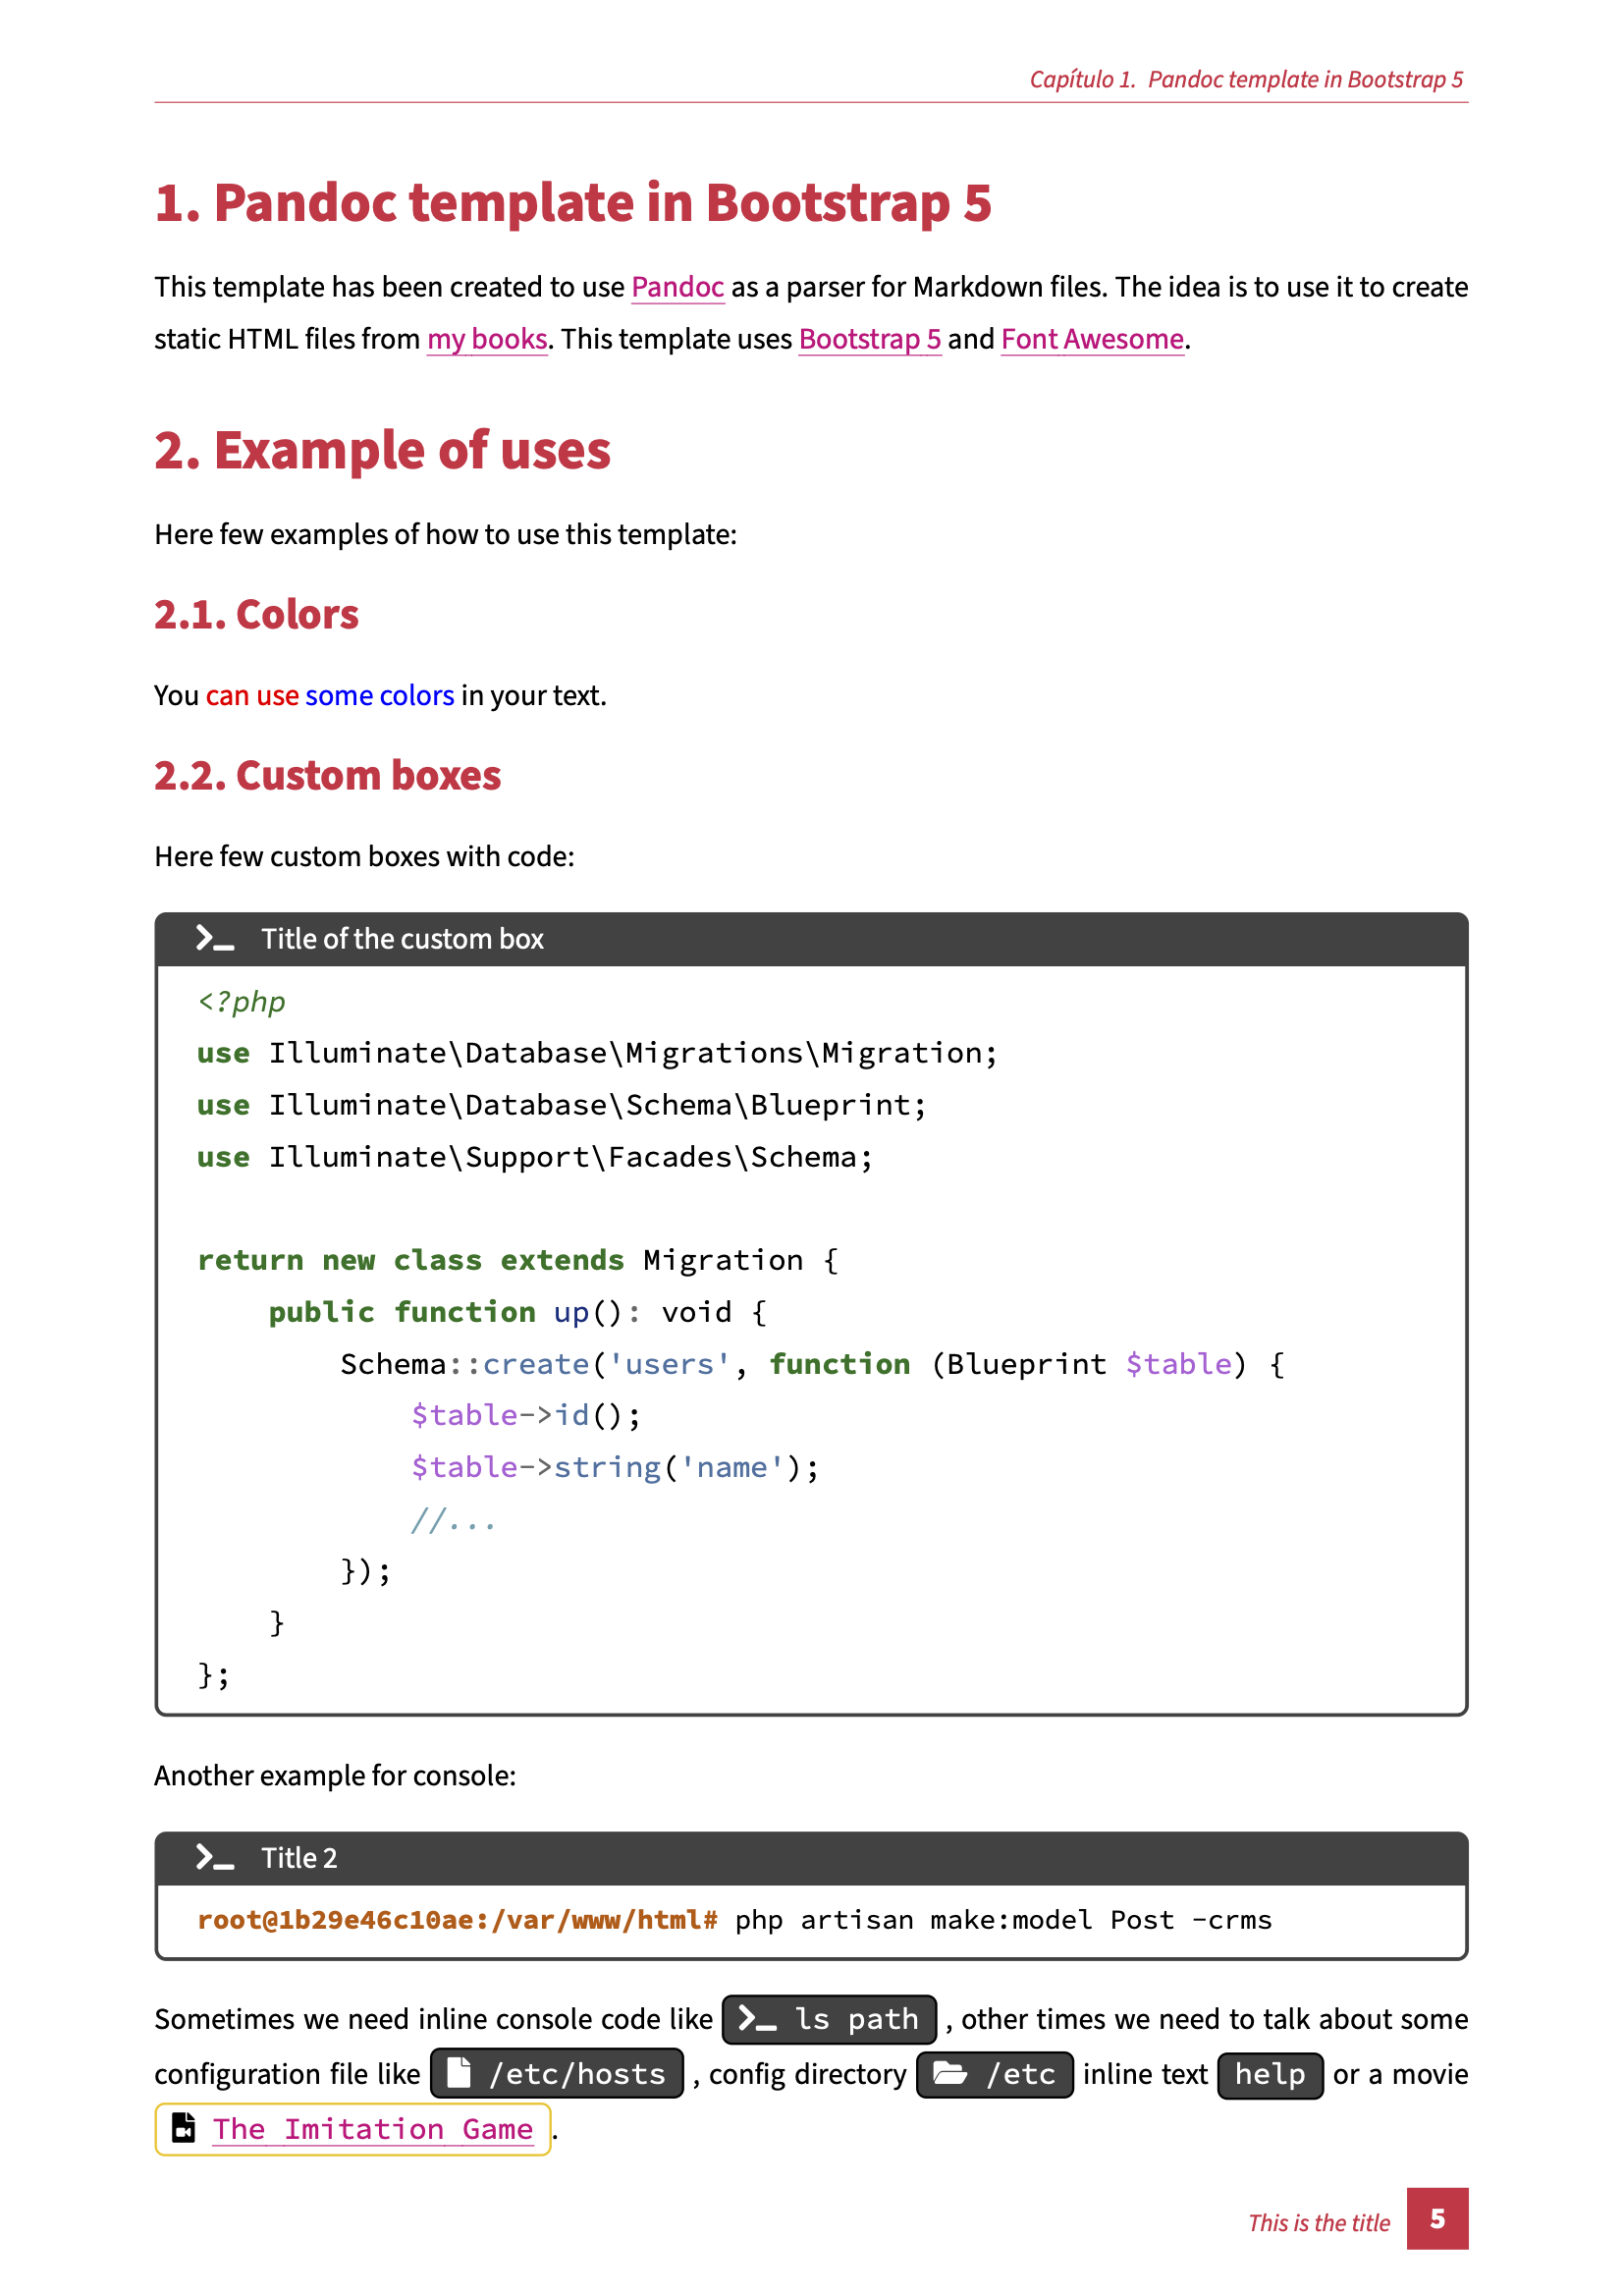 Capítulo 1. Pandoc template in Bootstrap 5
1. Pandoc template in Bootstrap 5
This template has been created to use Pandoc as a parser for Markdown files. The idea is to use it to create
static HTML files from my books. This template uses Bootstrap 5 and Font Awesome.
2. Example of uses
Here few examples of how to use this template:
2.1. Colors
You can use some colors in your text.
2.2. Custom boxes
Here few custom boxes with code:
Title of the custom box
<?php
use Illuminate\Database\Migrations\Migration;
use Illuminate\Database\Schema\Blueprint;
use Illuminate\Support\Facades\Schema;
return new class extends Migration {
    public function up(): void {
        Schema::create('users', function (Blueprint $table) {
            $table->id();
            $table->string('name');
            //...
        });
    }
};
Another example for console:
Title 2
root@1b29e46c10ae:/var/www/html# php artisan make:model Post -crms
Sometimes we need inline console code like ls path , other times we need to talk about some
configuration file like /etc/hosts , config directory /etc inline text help or a movie
The Imitation Game .
This is the title 5